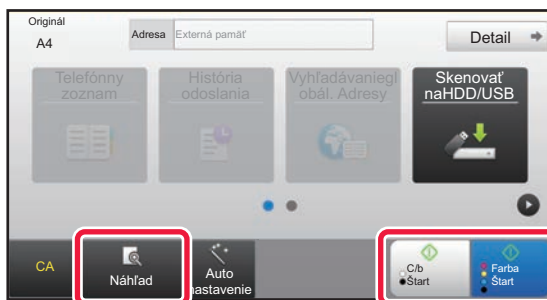 Originál
A4
Adresa
Externá pamäť
Detail
Telefónny
zoznam
História
odoslania
Vyhľadávaniegl
obál. Adresy
Skenovať
naHDD/USB
CA
Náhľad
Auto
nastavenie
C/b
Štart
Farba
Štart